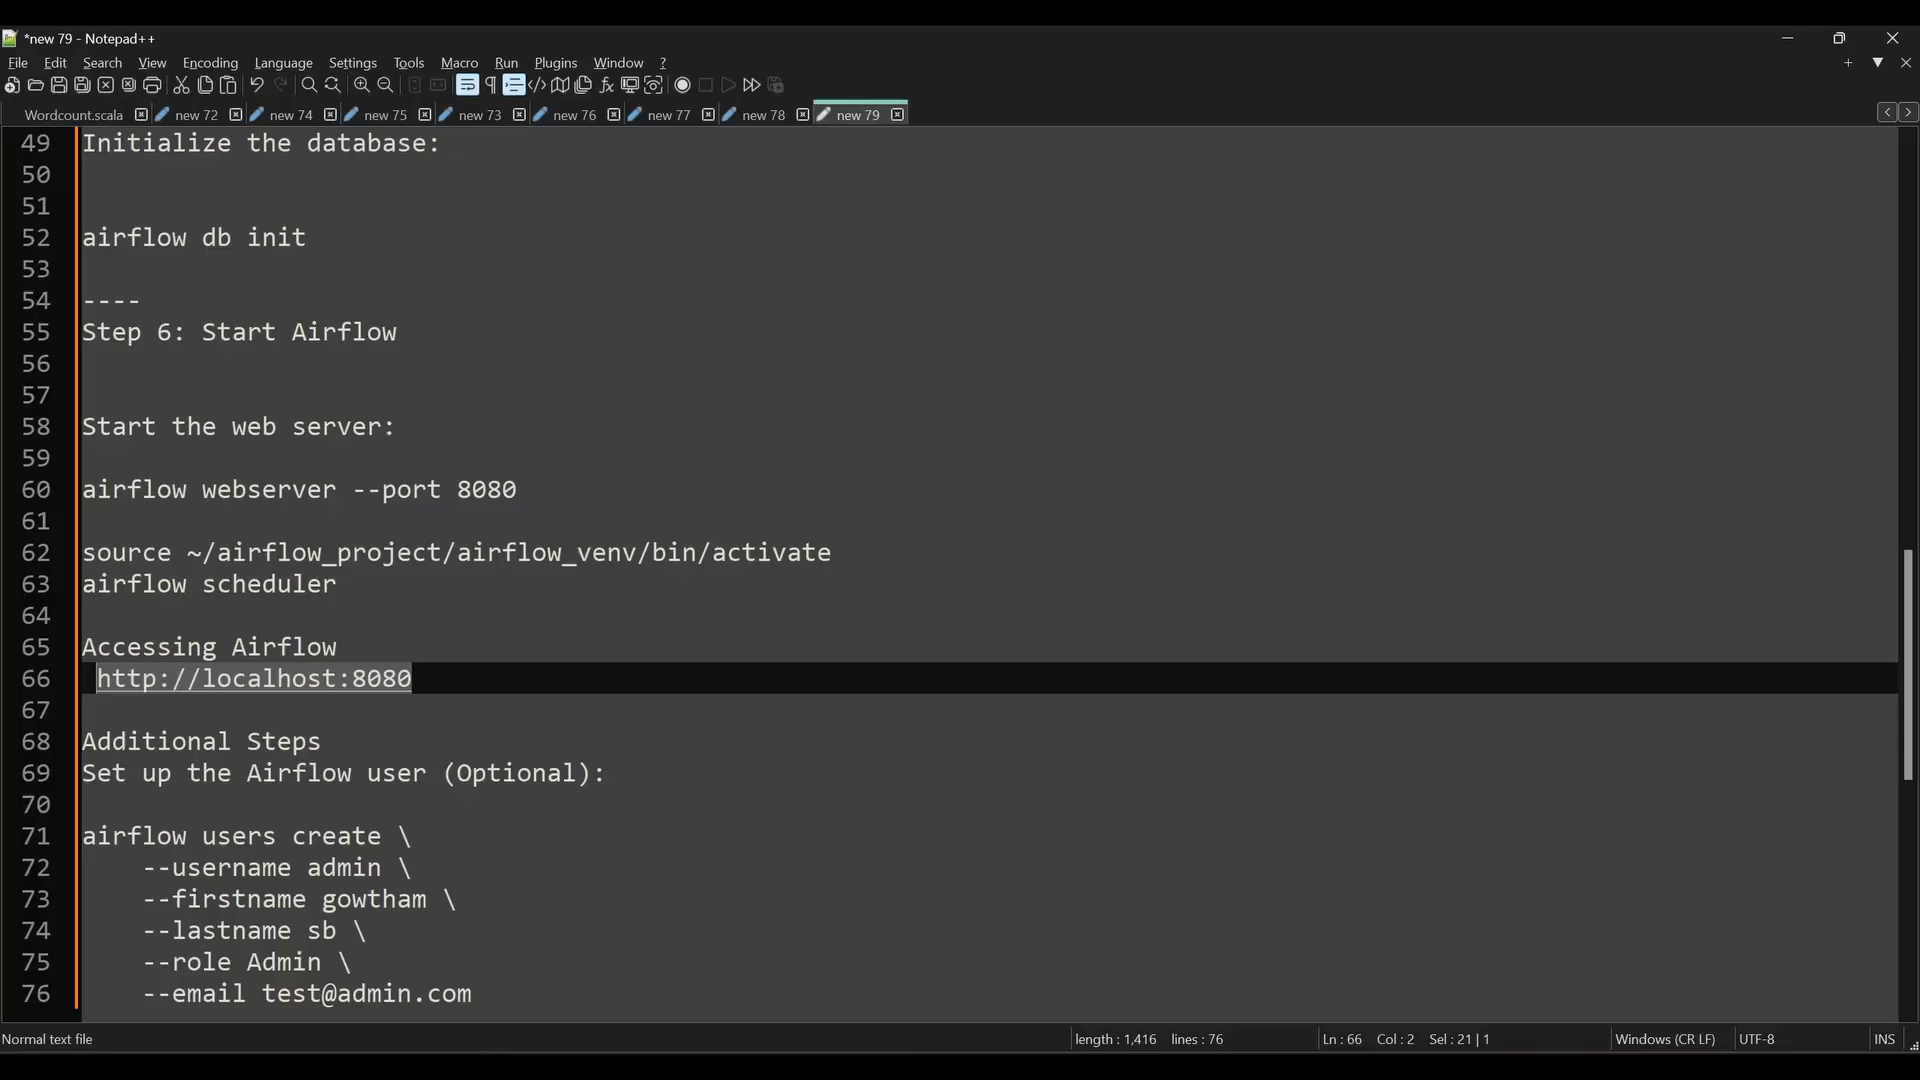 *new 79 - Notepad++
File Edit Search View Encoding Language Settings Tools Macro Run Plugins Window ?
Wordcount.scala new 72 new 74 new 75 new 73 new 76 new 77 new 78 new 79
49 Initialize the database:
50
51
52 airflow db init
53
54 ----
55 Step 6: Start Airflow
56
57
58 Start the web server:
59
60 airflow webserver --port 8080
61
62 source ~/airflow_project/airflow_venv/bin/activate
63 airflow scheduler
64
65 Accessing Airflow
66 http://localhost:8080
67
68 Additional Steps
69 Set up the Airflow user (Optional):
70
71 airflow users create \
72 --username admin \
73 --firstname gowtham \
74 --lastname sb \
75 --role Admin \
76 --email test@admin.com
Normal text file length : 1,416 lines : 76 Ln : 66 Col : 2 Sel : 21 | 1 Windows (CR LF) UTF-8 INS